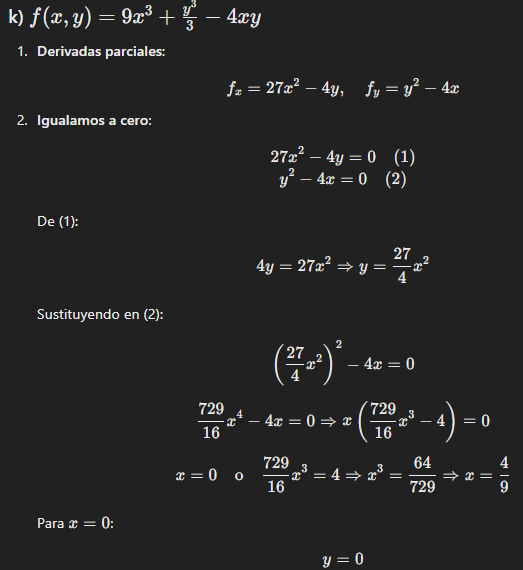 k) f(x, y) = 9x³ + y³/3 − 4xy
1. Derivadas parciales:
fₓ = 27x² − 4y, f_y = y² − 4x
2. Igualamos a cero:
27x² − 4y = 0 (1)
y² − 4x = 0 (2)
De (1):
4y = 27x² ⇒ y = 27/4 x²
Sustituyendo en (2):
(27/4 x²)² − 4x = 0
729/16 x⁴ − 4x = 0 ⇒ x (729/16 x³ − 4) = 0
x = 0 o 729/16 x³ = 4 ⇒ x³ = 64/729 ⇒ x = 4/9
Para x = 0:
y = 0